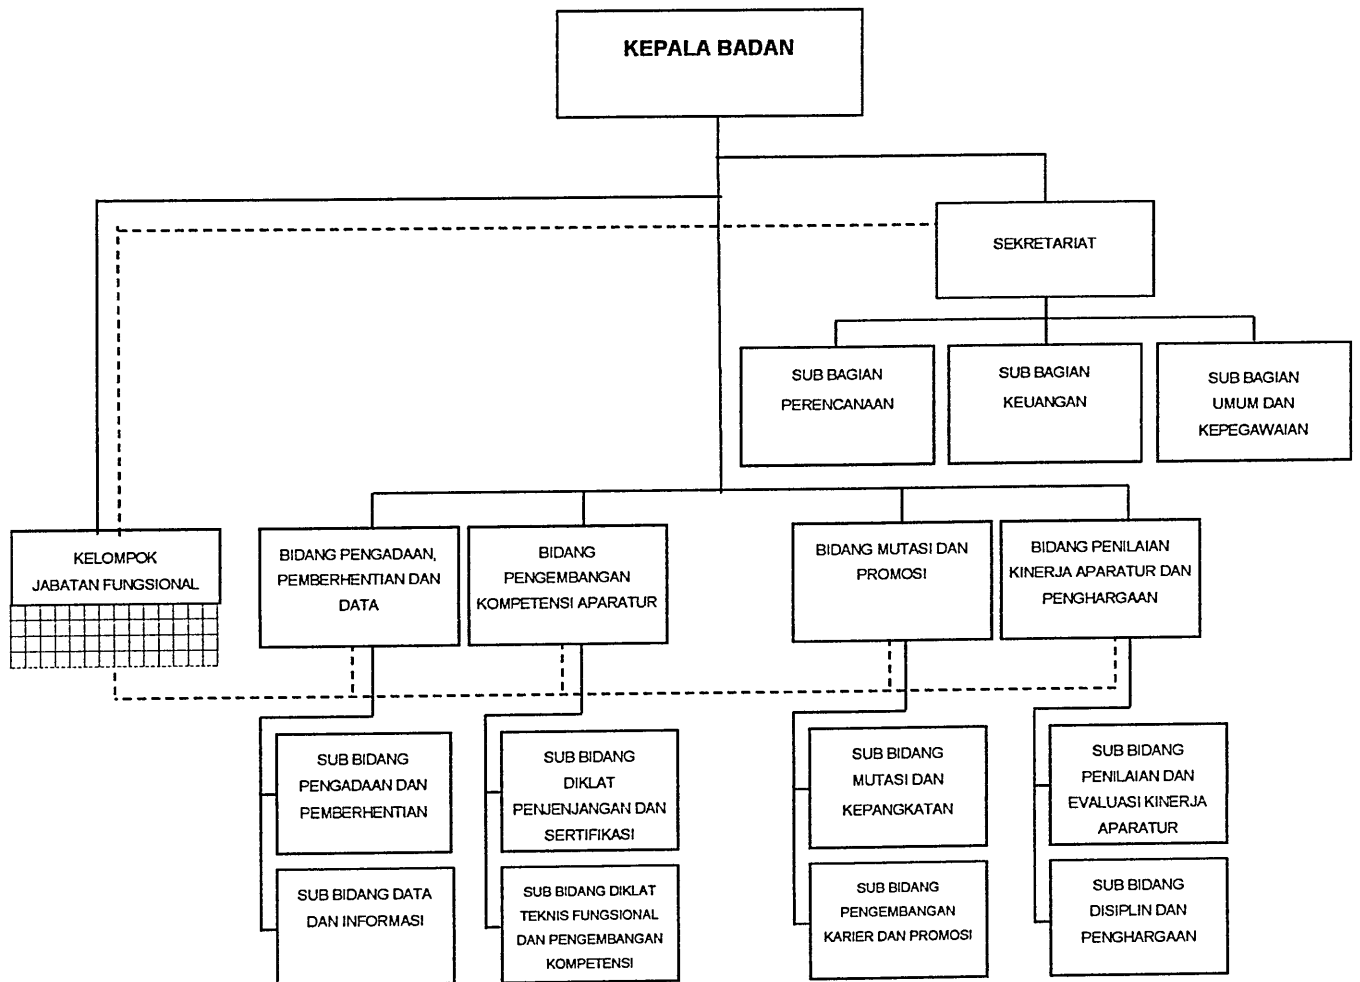 KEPALA BADAN
SEKRETARIAT
SUB BAGIAN
PERENCANAAN
SUB BAGIAN
KEUANGAN
SUB BAGIAN
UMUM DAN
KEPEGAWAIAN
KELOMPOK
JABATAN FUNGSIONAL
BIDANG PENGADAAN,
PEMBERHENTIAN DAN
DATA
BIDANG
PENGEMBANGAN
KOMPETENSI APARATUR
BIDANG MUTASI DAN
PROMOSI
BIDANG PENILAIAN
KINERJA APARATUR DAN
PENGHARGAAN
SUB BIDANG
PENGADAAN DAN
PEMBERHENTIAN
SUB BIDANG
DIKLAT
PENJENJANGAN DAN
SERTIFIKASI
SUB BIDANG
MUTASI DAN
KEPANGKATAN
SUB BIDANG
PENILAIAN DAN
EVALUASI KINERJA
APARATUR
SUB BIDANG DATA
DAN INFORMASI
SUB BIDANG DIKLAT
TEKNIS FUNGSIONAL
DAN PENGEMBANGAN
KOMPETENSI
SUB BIDANG
PENGEMBANGAN
KARIER DAN PROMOSI
SUB BIDANG
DISIPLIN DAN
PENGHARGAAN